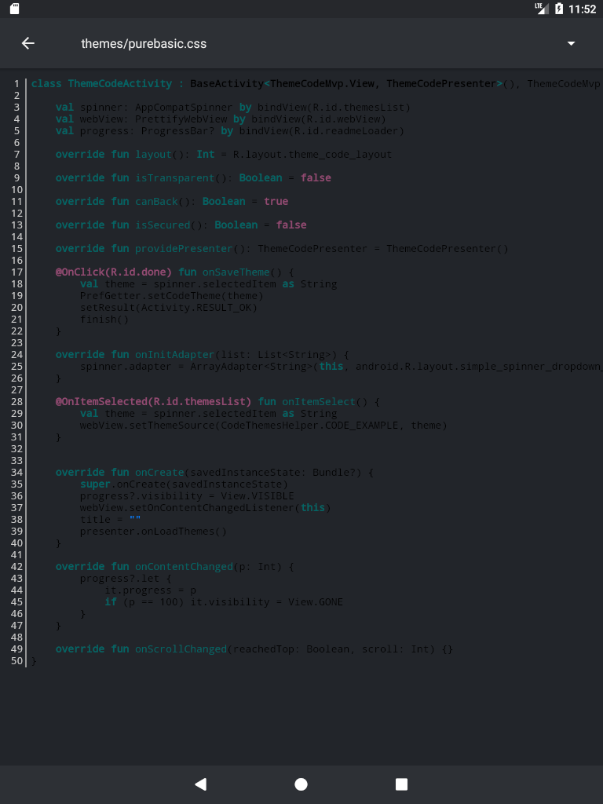 LTE 11:52
themes/purebasic.css
1 class ThemeCodeActivity : BaseActivity<ThemeCodeMvp.View, ThemeCodePresenter>(), ThemeCodeMvp
2
3     val spinner: AppCompatSpinner by bindView(R.id.themesList)
4     val webView: PrettifyWebView by bindView(R.id.webView)
5     val progress: ProgressBar? by bindView(R.id.readmeLoader)
6
7     override fun layout(): Int = R.layout.theme_code_layout
8
9     override fun isTransparent(): Boolean = false
10
11     override fun canBack(): Boolean = true
12
13     override fun isSecured(): Boolean = false
14
15     override fun providePresenter(): ThemeCodePresenter = ThemeCodePresenter()
16
17     @OnClick(R.id.done) fun onSaveTheme() {
18         val theme = spinner.selectedItem as String
19         PrefGetter.setCodeTheme(theme)
20         setResult(Activity.RESULT_OK)
21         finish()
22     }
23
24     override fun onInitAdapter(list: List<String>) {
25         spinner.adapter = ArrayAdapter<String>(this, android.R.layout.simple_spinner_dropdown_
26     }
27
28     @OnItemSelected(R.id.themesList) fun onItemSelect() {
29         val theme = spinner.selectedItem as String
30         webView.setThemeSource(CodeThemesHelper.CODE_EXAMPLE, theme)
31     }
32
33
34     override fun onCreate(savedInstanceState: Bundle?) {
35         super.onCreate(savedInstanceState)
36         progress?.visibility = View.VISIBLE
37         webView.setOnContentChangedListener(this)
38         title = ""
39         presenter.onLoadThemes()
40     }
41
42     override fun onContentChanged(p: Int) {
43         progress?.let {
44             it.progress = p
45             if (p == 100) it.visibility = View.GONE
46         }
47     }
48
49     override fun onScrollChanged(reachedTop: Boolean, scroll: Int) {}
50 }